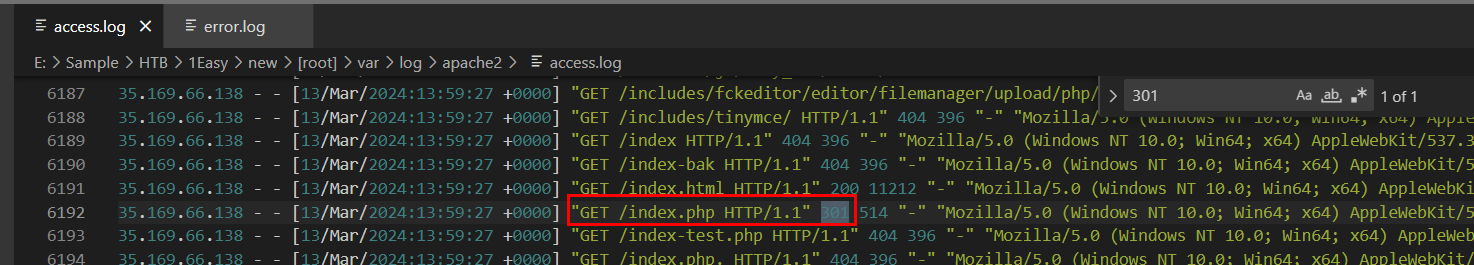 access.log error.log
E: > Sample > HTB > 1Easy > new > [root] > var > log > apache2 > access.log
301 Aa ab 1 of 1
6187 35.169.66.138 - - [13/Mar/2024:13:59:27 +0000] "GET /includes/fckeditor/editor/filemanager/upload/php/
6188 35.169.66.138 - - [13/Mar/2024:13:59:27 +0000] "GET /includes/tinymce/ HTTP/1.1" 404 396 "-" "Mozilla/5.0 (Windows NT 10.0; Win64; x64) AppleWebKit/5
6189 35.169.66.138 - - [13/Mar/2024:13:59:27 +0000] "GET /index HTTP/1.1" 404 396 "-" "Mozilla/5.0 (Windows NT 10.0; Win64; x64) AppleWebKit/537.3
6190 35.169.66.138 - - [13/Mar/2024:13:59:27 +0000] "GET /index-bak HTTP/1.1" 404 396 "-" "Mozilla/5.0 (Windows NT 10.0; Win64; x64) AppleWebKit/5
6191 35.169.66.138 - - [13/Mar/2024:13:59:27 +0000] "GET /index.html HTTP/1.1" 200 11212 "-" "Mozilla/5.0 (Windows NT 10.0; Win64; x64) AppleWebKit
6192 35.169.66.138 - - [13/Mar/2024:13:59:27 +0000] "GET /index.php HTTP/1.1" 301 514 "-" "Mozilla/5.0 (Windows NT 10.0; Win64; x64) AppleWebKit/5
6193 35.169.66.138 - - [13/Mar/2024:13:59:27 +0000] "GET /index-test.php HTTP/1.1" 404 396 "-" "Mozilla/5.0 (Windows NT 10.0; Win64; x64) AppleWe
6194 35.169.66.138 - - [13/Mar/2024:13:59:27 +0000] "GET /index.php. HTTP/1.1" 404 396 "-" "Mozilla/5.0 (Windows NT 10.0; Win64; x64) AppleWebKit/